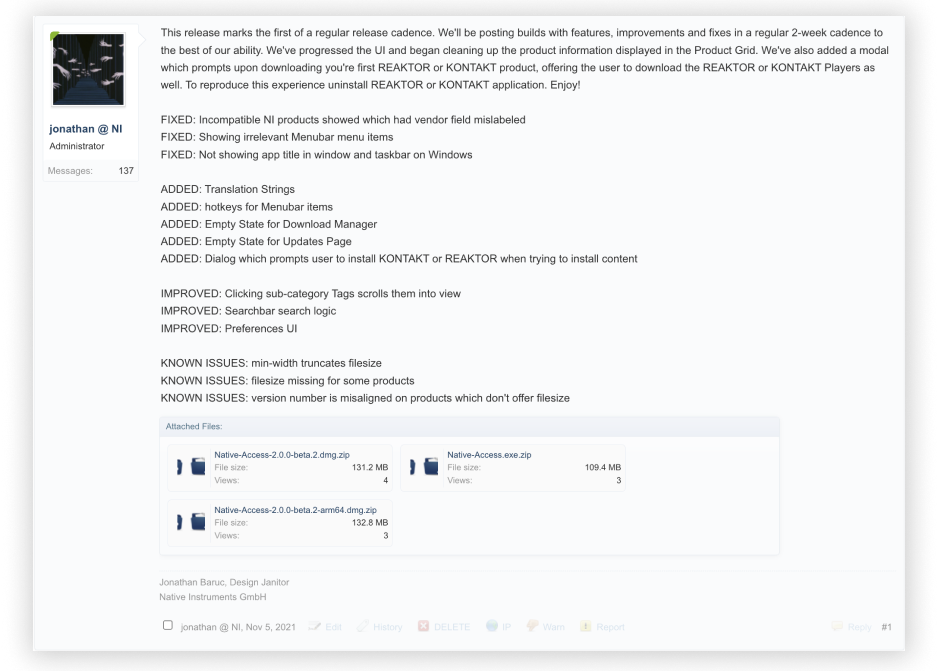 This release marks the first of a regular release cadence. We'll be posting builds with features, improvements and fixes in a regular 2-week cadence to
the best of our ability. We've progressed the UI and began cleaning up the product information displayed in the Product Grid. We've also added a modal
which prompts upon downloading you're first REAKTOR or KONTAKT product, offering the user to download the REAKTOR or KONTAKT Players as
well. To reproduce this experience uninstall REAKTOR or KONTAKT application. Enjoy!
jonathan @ NI
Administrator
Messages: 137
FIXED: Incompatible NI products showed which had vendor field mislabeled
FIXED: Showing irrelevant Menubar menu items
FIXED: Not showing app title in window and taskbar on Windows
ADDED: Translation Strings
ADDED: hotkeys for Menubar items
ADDED: Empty State for Download Manager
ADDED: Empty State for Updates Page
ADDED: Dialog which prompts user to install KONTAKT or REAKTOR when trying to install content
IMPROVED: Clicking sub-category Tags scrolls them into view
IMPROVED: Searchbar search logic
IMPROVED: Preferences UI
KNOWN ISSUES: min-width truncates filesize
KNOWN ISSUES: filesize missing for some products
KNOWN ISSUES: version number is misaligned on products which don't offer filesize
Attached Files:
Native-Access-2.0.0-beta.2.dmg.zip
File size: 131.2 MB
Views: 4
Native-Access.exe.zip
File size: 109.4 MB
Views: 3
Native-Access-2.0.0-beta.2-arm64.dmg.zip
File size: 132.8 MB
Views: 3
Jonathan Baruc, Design Janitor
Native Instruments GmbH
jonathan @ NI, Nov 5, 2021 Edit History DELETE IP Warn Report Reply #1